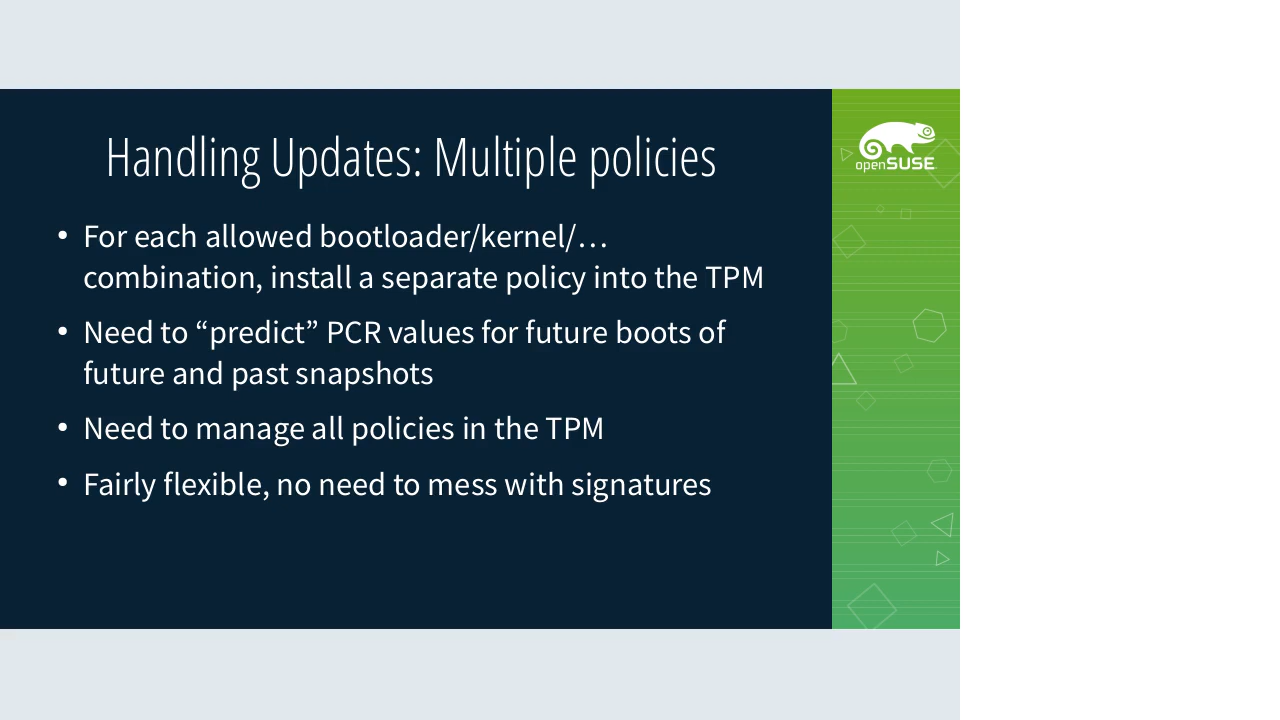 Handling Updates: Multiple policies
openSUSE
• For each allowed bootloader/kernel/…
combination, install a separate policy into the TPM
• Need to “predict” PCR values for future boots of
future and past snapshots
• Need to manage all policies in the TPM
• Fairly flexible, no need to mess with signatures